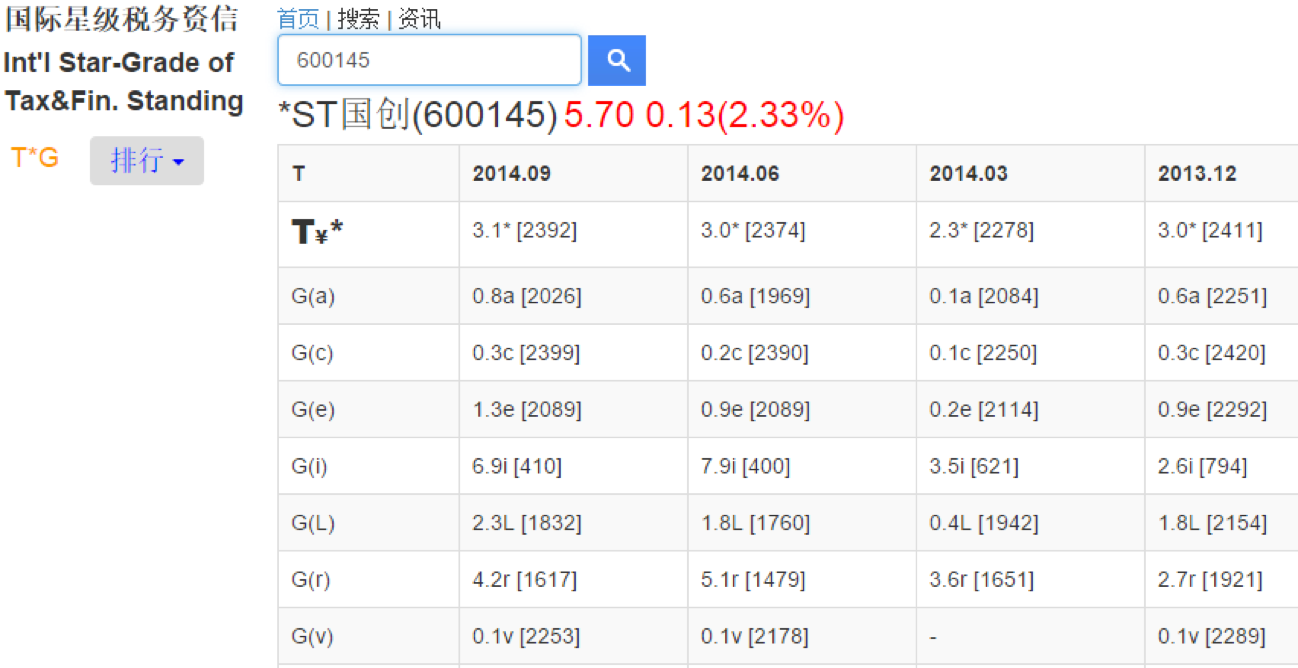 国际星级税务资信
Int'l Star-Grade of
Tax&Fin. Standing
T*G 排行
首页 | 搜索 | 资讯
600145
*ST国创(600145) 5.70 0.13(2.33%)
T 2014.09 2014.06 2014.03 2013.12
T¥* 3.1* [2392] 3.0* [2374] 2.3* [2278] 3.0* [2411]
G(a) 0.8a [2026] 0.6a [1969] 0.1a [2084] 0.6a [2251]
G(c) 0.3c [2399] 0.2c [2390] 0.1c [2250] 0.3c [2420]
G(e) 1.3e [2089] 0.9e [2089] 0.2e [2114] 0.9e [2292]
G(i) 6.9i [410] 7.9i [400] 3.5i [621] 2.6i [794]
G(L) 2.3L [1832] 1.8L [1760] 0.4L [1942] 1.8L [2154]
G(r) 4.2r [1617] 5.1r [1479] 3.6r [1651] 2.7r [1921]
G(v) 0.1v [2253] 0.1v [2178] - 0.1v [2289]